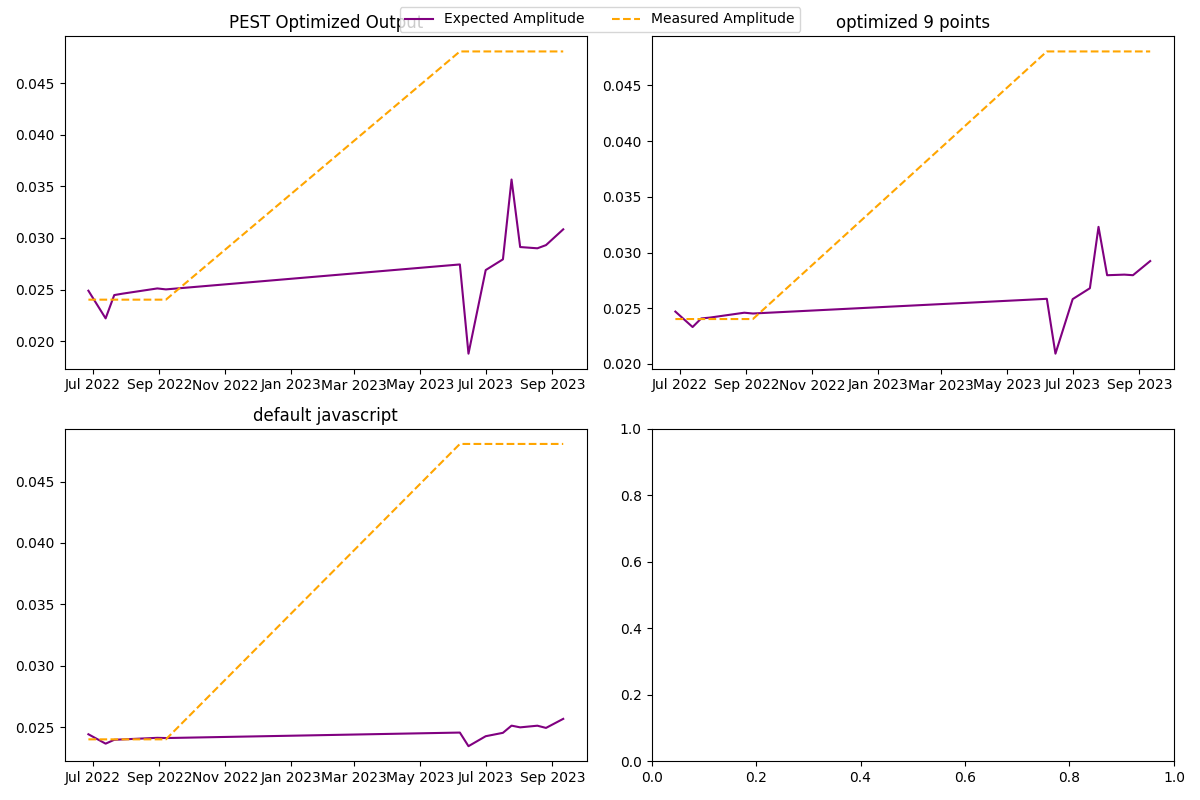 Expected Amplitude Measured Amplitude
PEST Optimized Output
0.045
0.040
0.035
0.030
0.025
0.020
Jul 2022 Sep 2022 Nov 2022 Jan 2023 Mar 2023 May 2023 Jul 2023 Sep 2023
optimized 9 points
0.045
0.040
0.035
0.030
0.025
0.020
Jul 2022 Sep 2022 Nov 2022 Jan 2023 Mar 2023 May 2023 Jul 2023 Sep 2023
default javascript
0.045
0.040
0.035
0.030
0.025
Jul 2022 Sep 2022 Nov 2022 Jan 2023 Mar 2023 May 2023 Jul 2023 Sep 2023
1.0
0.8
0.6
0.4
0.2
0.0
0.0 0.2 0.4 0.6 0.8 1.0